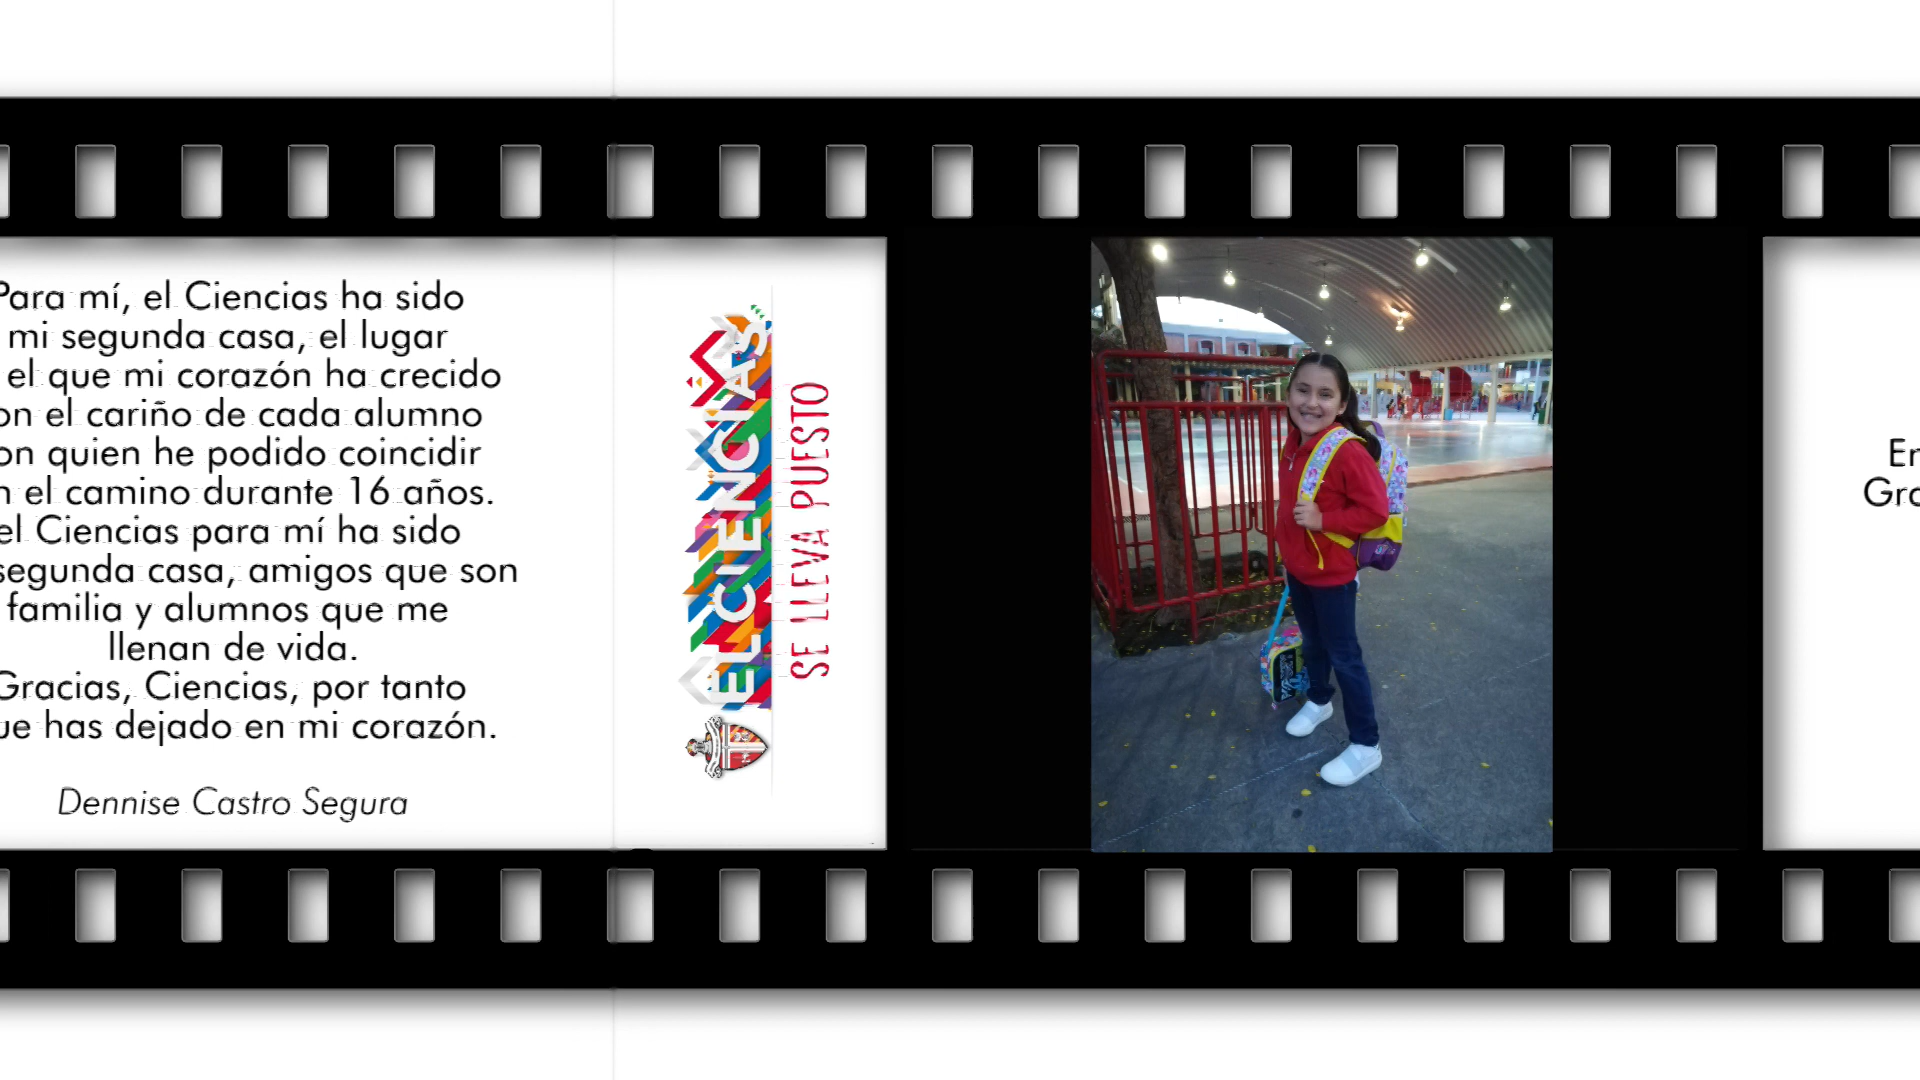 Para mí, el Ciencias ha sido
mi segunda casa, el lugar
el que mi corazón ha crecido
el cariño de cada alumno
quien he podido coincidir
el camino durante 16 años.
el Ciencias para mí ha sido
segunda casa, amigos que son
familia y alumnos que me
llenan de vida.
Gracias, Ciencias, por tanto
has dejado en mi corazón.
Dennise Castro Segura
EL CIENCIAS
SE LLEVA PUESTO